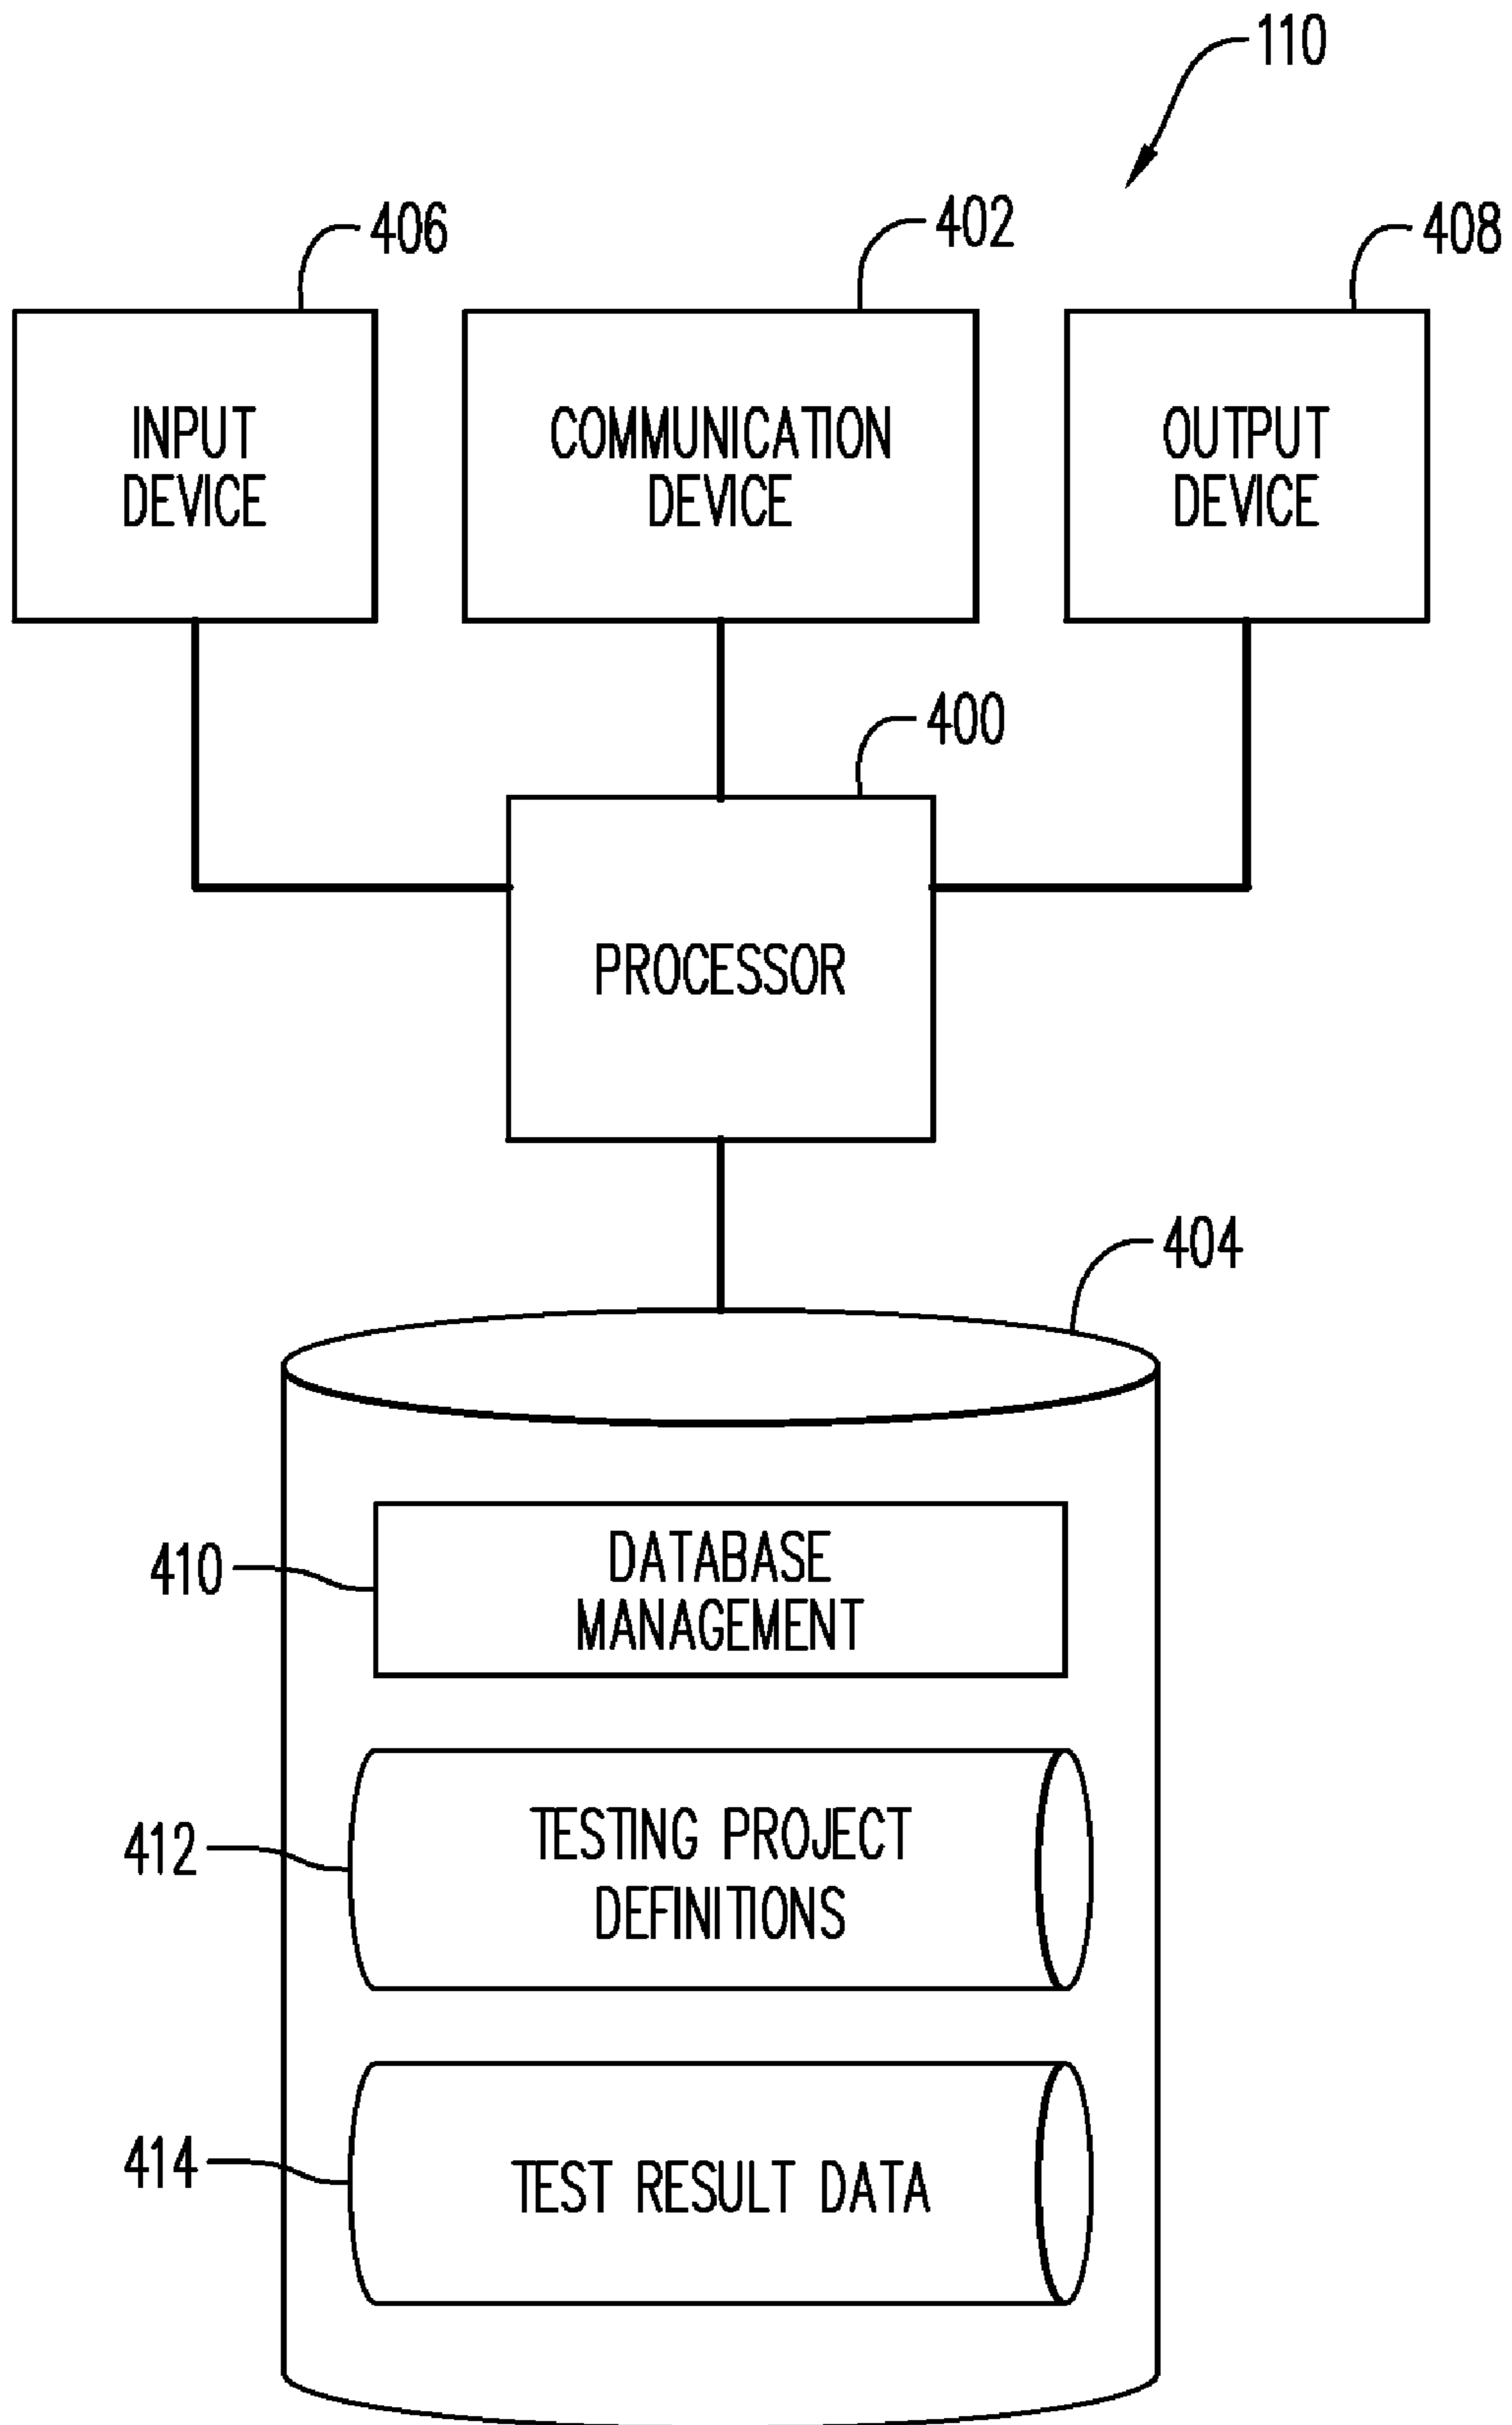 110
406
402
408
INPUT
DEVICE
COMMUNICATION
DEVICE
OUTPUT
DEVICE
400
PROCESSOR
404
410
DATABASE
MANAGEMENT
412
TESTING PROJECT
DEFINITIONS
414
TEST RESULT DATA